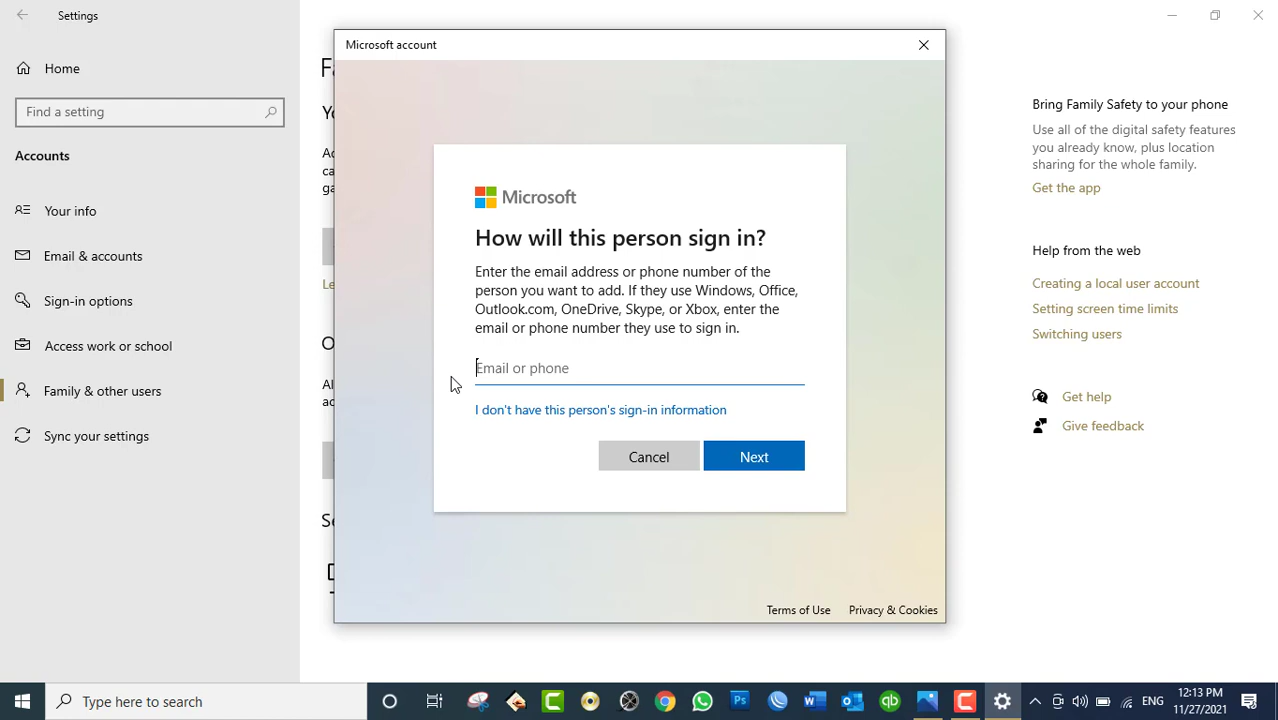 Settings
Home
Find a setting
Accounts
Your info
Email & accounts
Sign-in options
Access work or school
Family & other users
Sync your settings
Microsoft account
Microsoft
How will this person sign in?
Enter the email address or phone number of the
person you want to add. If they use Windows, Office,
Outlook.com, OneDrive, Skype, or Xbox, enter the
email or phone number they use to sign in.
Email or phone
I don't have this person's sign-in information
Cancel
Next
Terms of Use
Privacy & Cookies
Bring Family Safety to your phone
Use all of the digital safety features
you already know, plus location
sharing for the whole family.
Get the app
Help from the web
Creating a local user account
Setting screen time limits
Switching users
Get help
Give feedback
Type here to search
ENG
12:13 PM
11/27/2021